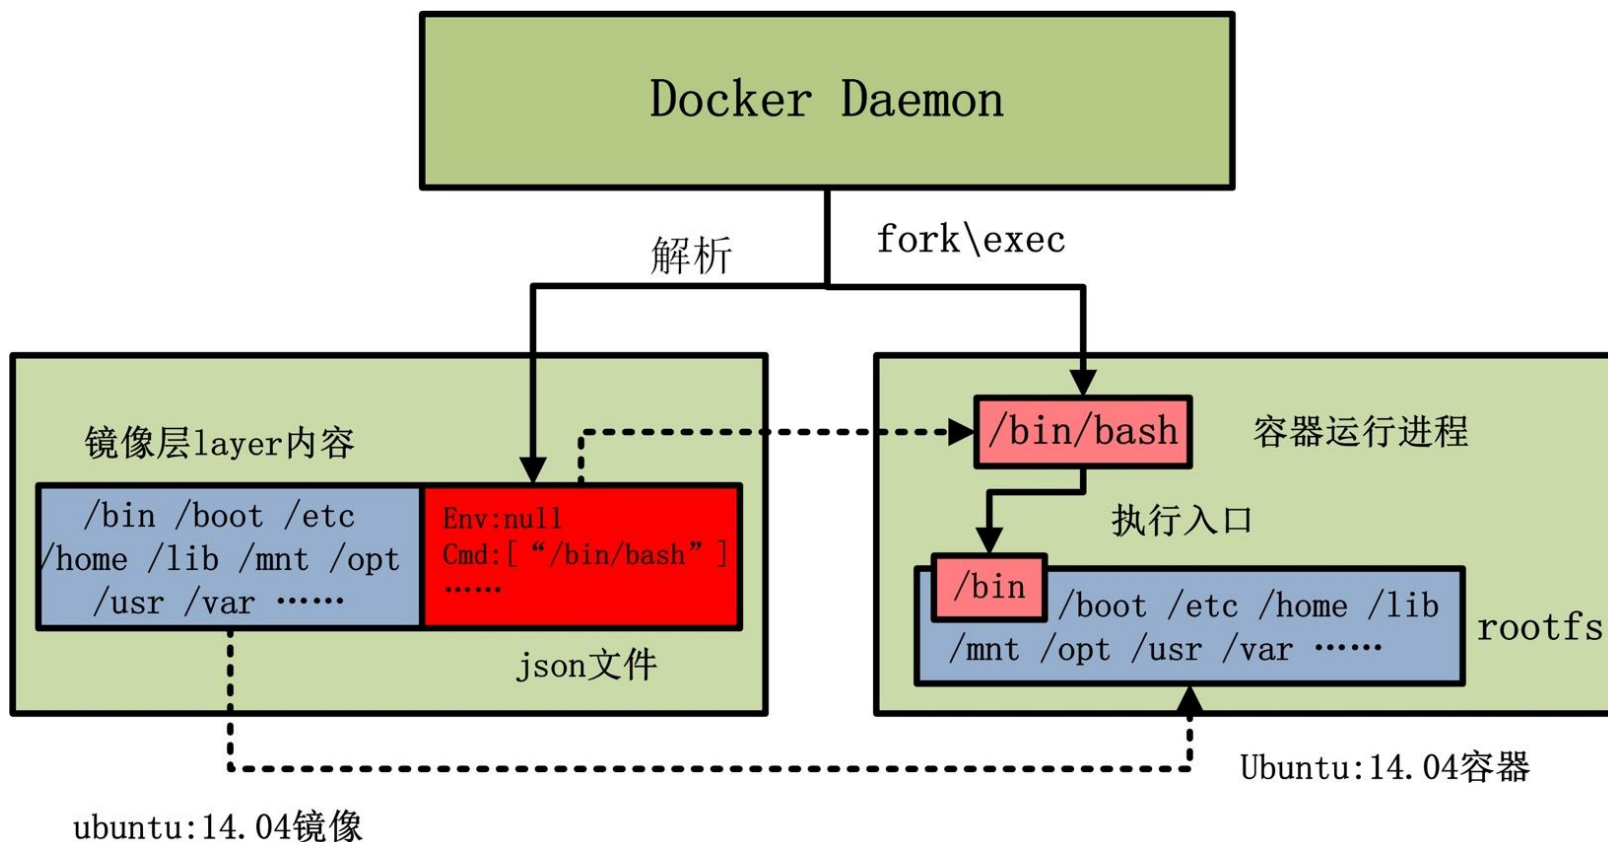 Docker Daemon
解析
fork\exec
镜像层layer内容
/bin /boot /etc
/home /lib /mnt /opt
/usr /var ……
Env:null
Cmd:[ “/bin/bash” ]
……
json文件
ubuntu:14.04镜像
/bin/bash
容器运行进程
执行入口
/bin
/boot /etc /home /lib
/mnt /opt /usr /var ……
rootfs
Ubuntu:14.04容器